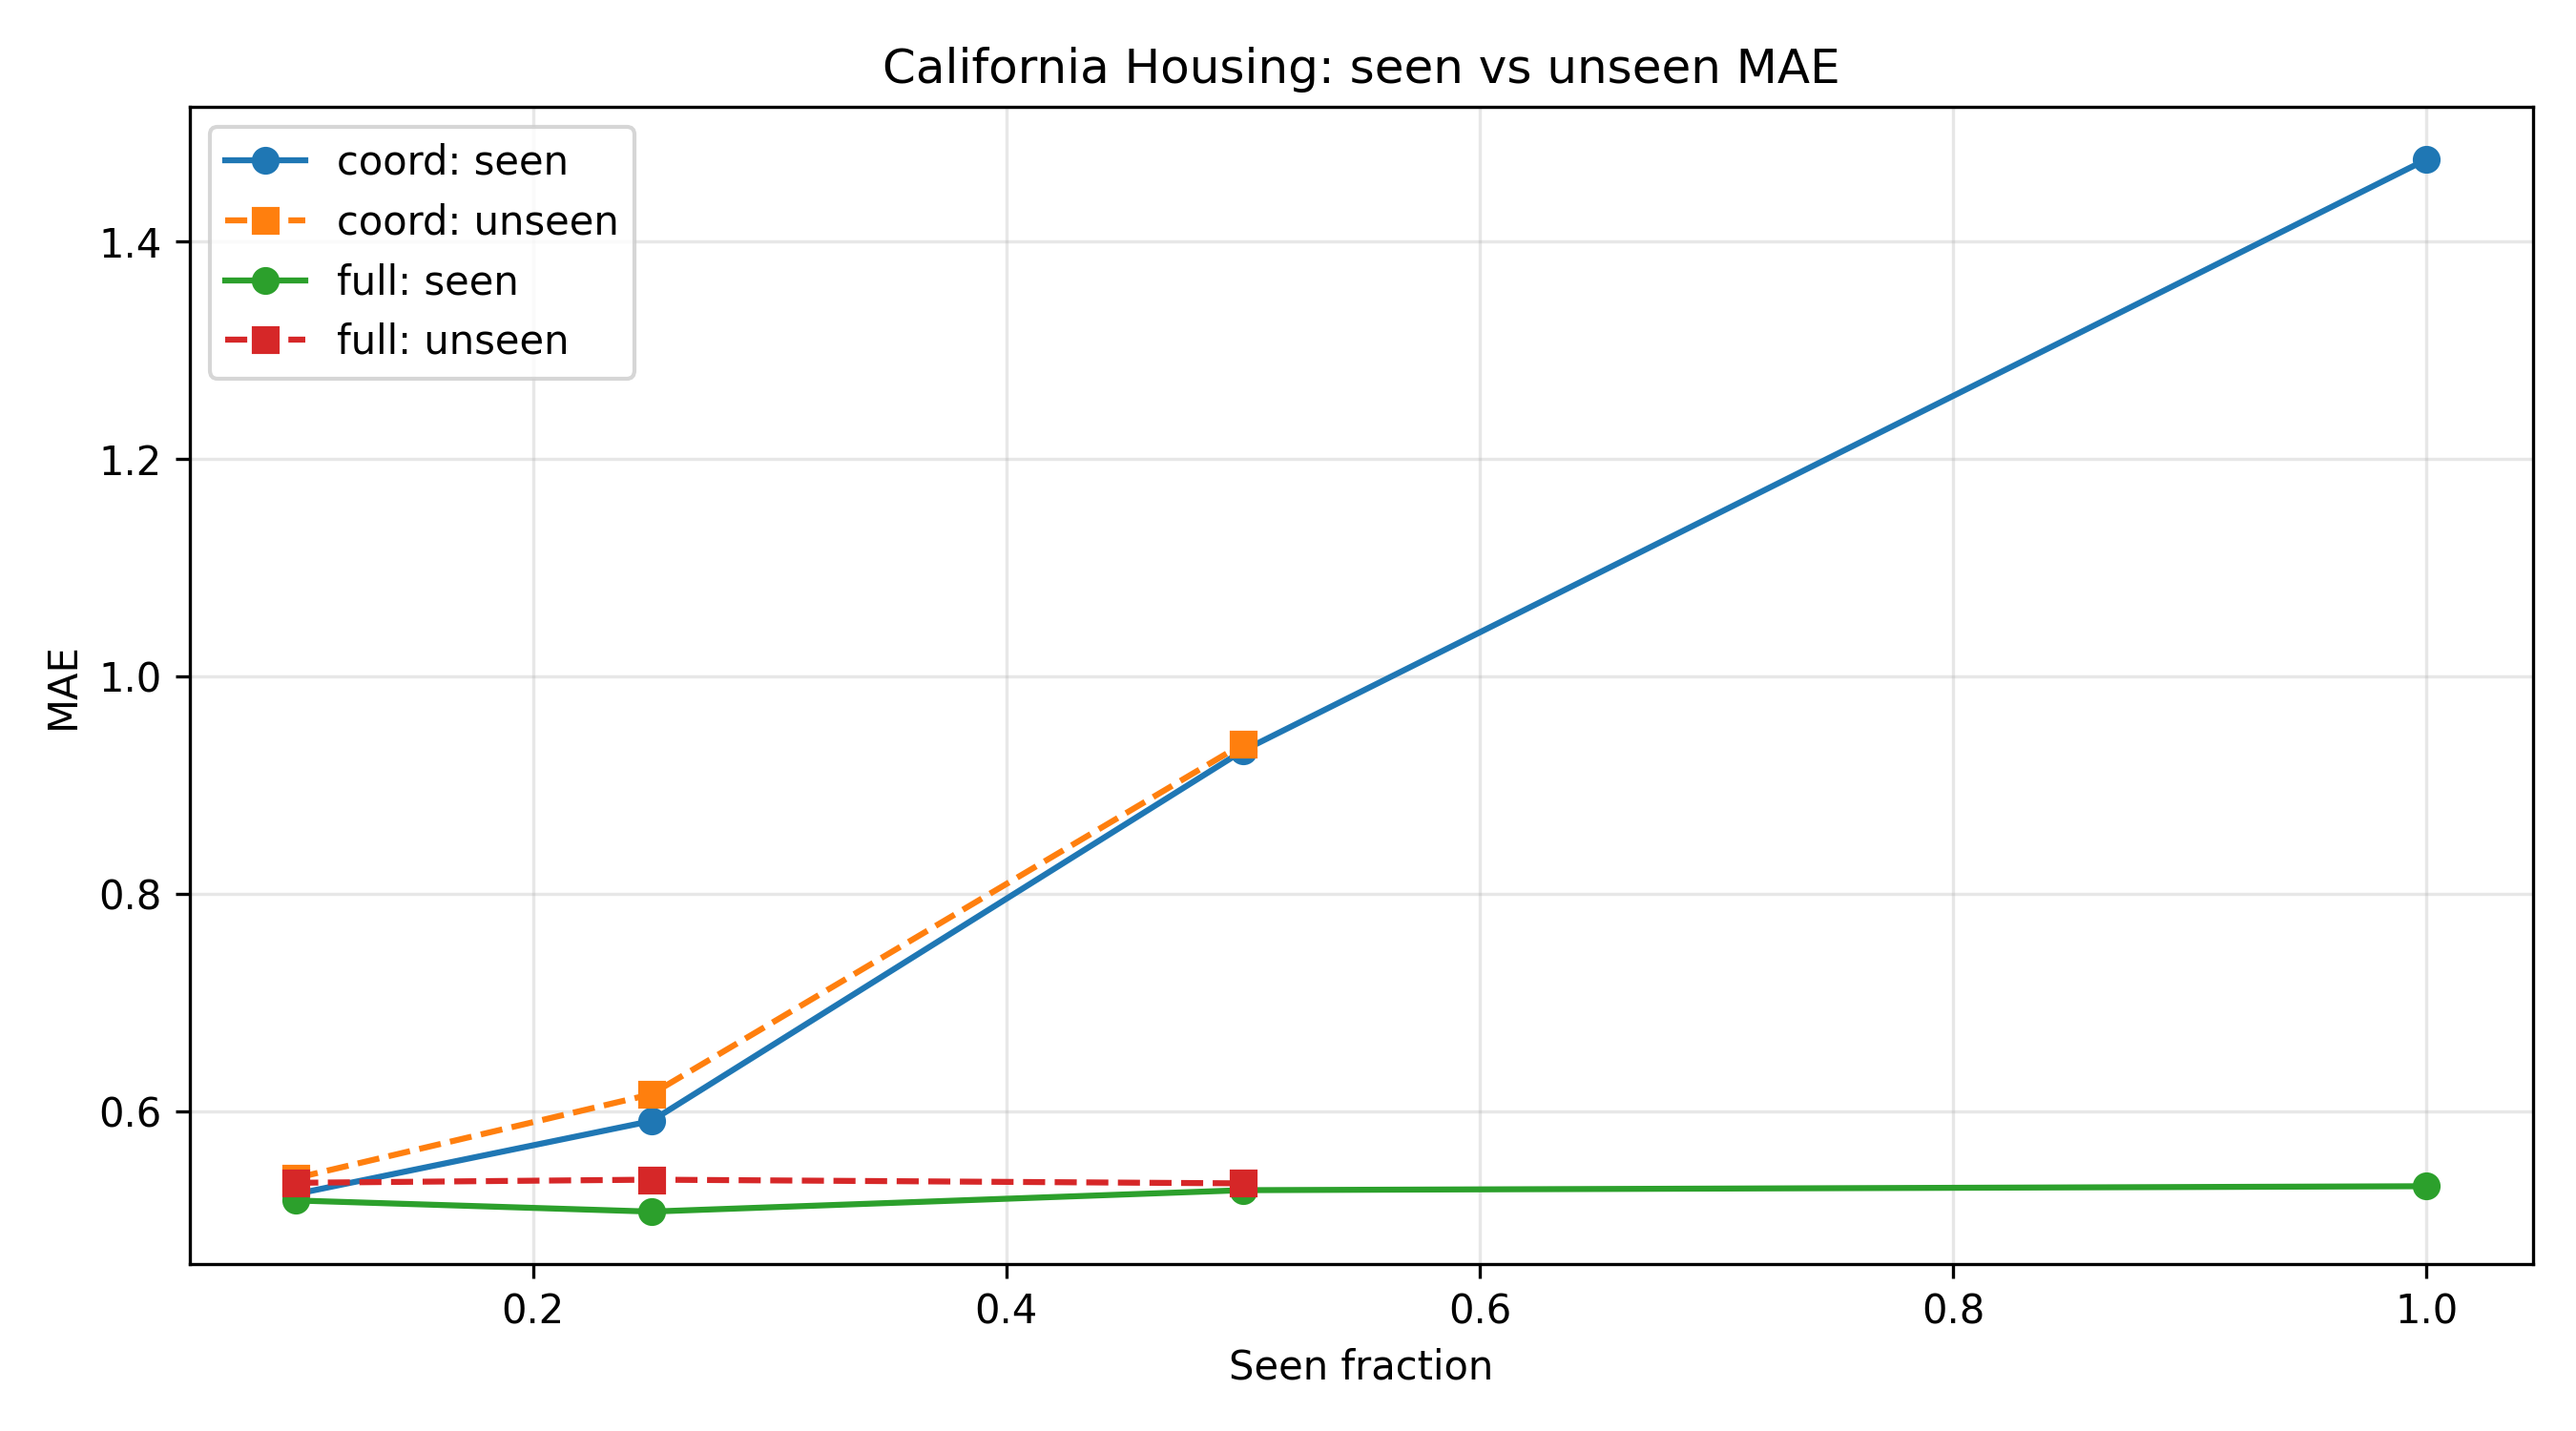 California Housing: seen vs unseen MAE
coord: seen
coord: unseen
full: seen
full: unseen
MAE
1.4
1.2
1.0
0.8
0.6
0.2
0.4
0.6
0.8
1.0
Seen fraction